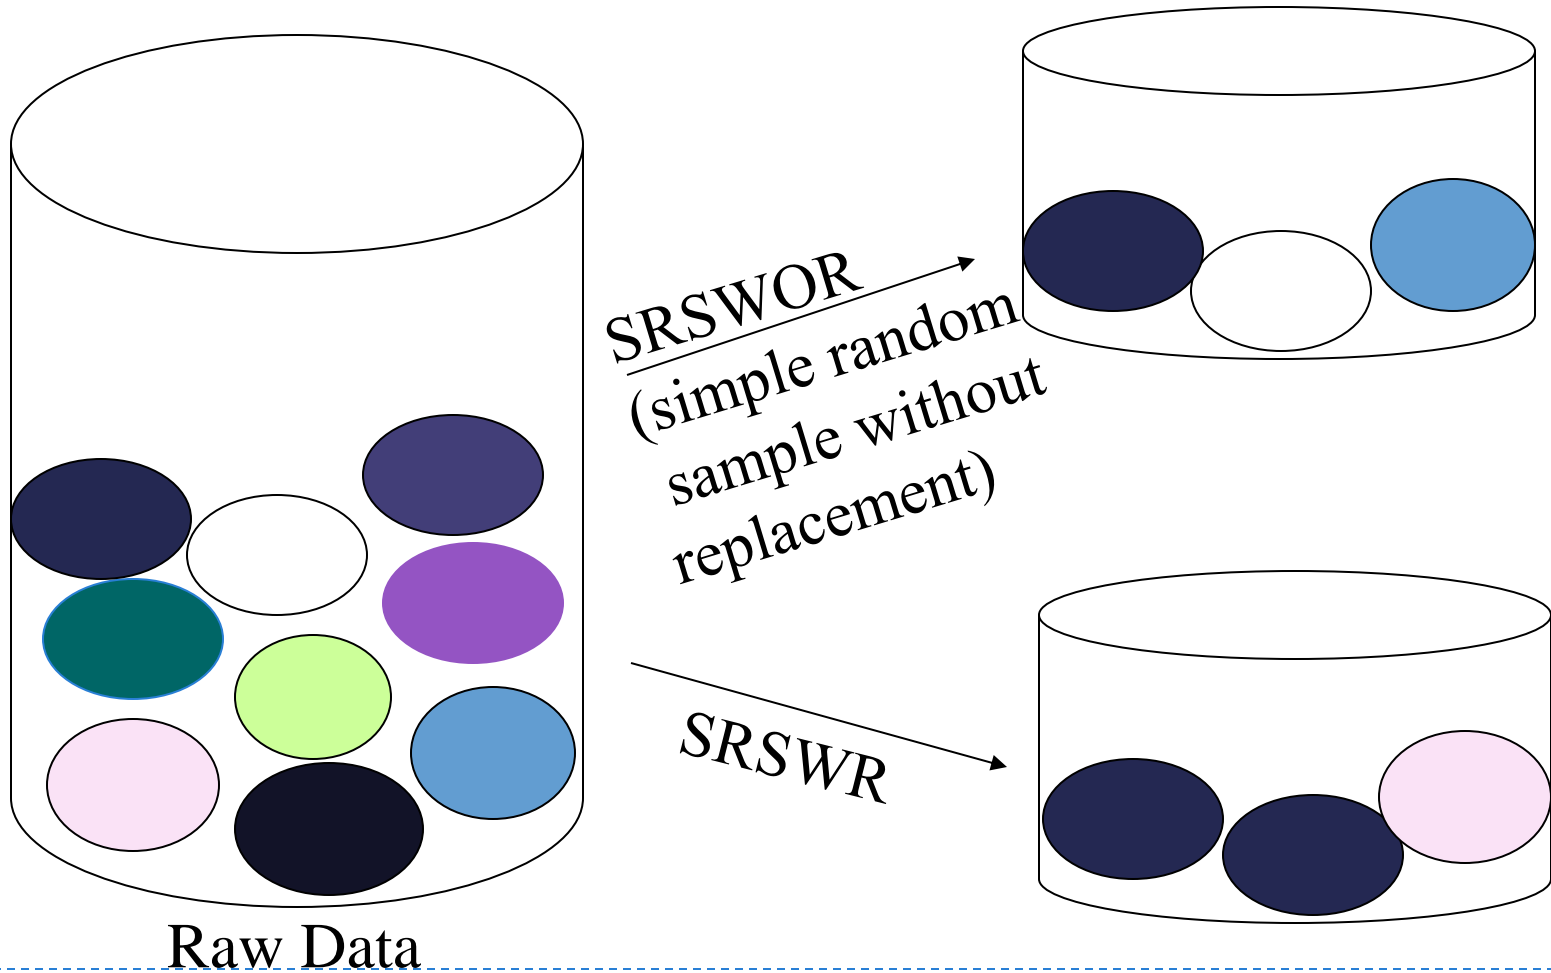 SRSWOR
(simple random
sample without
replacement)
SRSWR
Raw Data